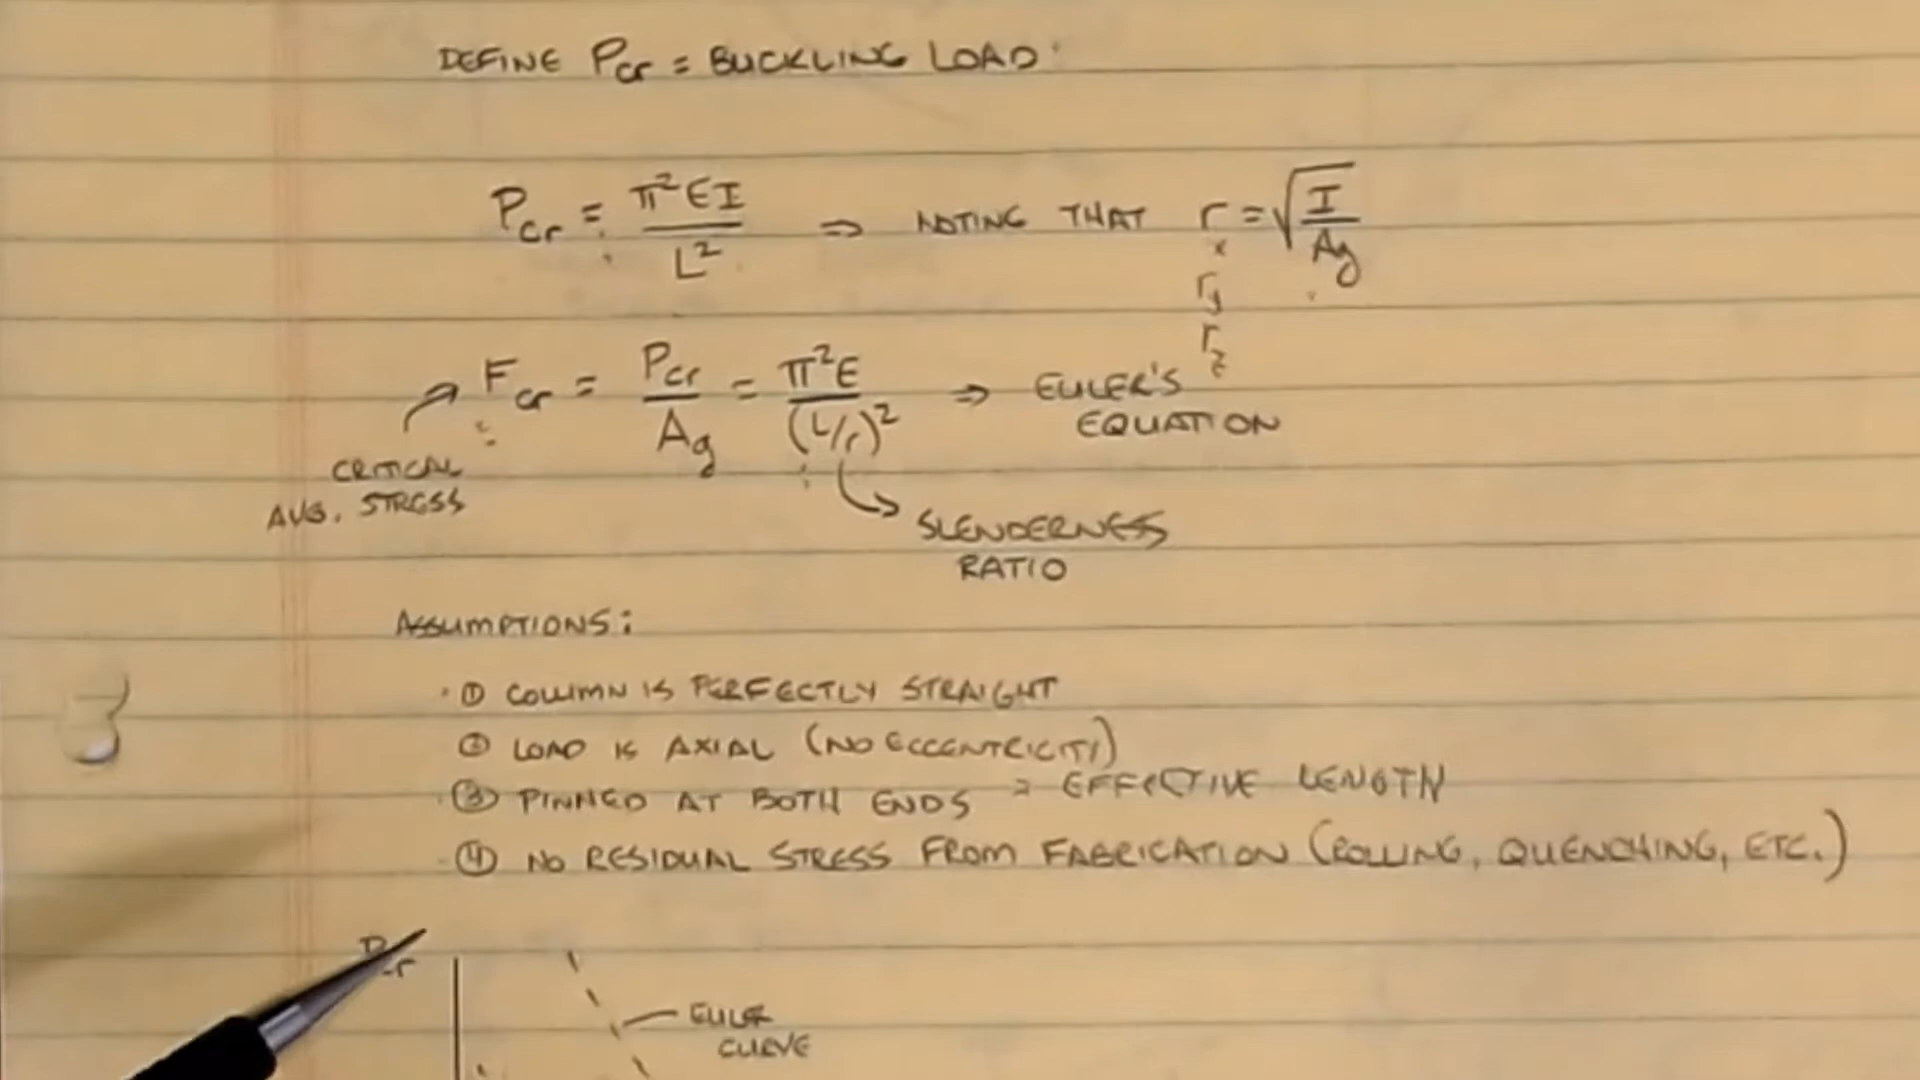 DEFINE Pcr = BUCKLING LOAD:
Pcr = π²EI / L² ⇒ NOTING THAT r = √(I / Ag)
x
ry
rz
Fcr = Pcr / Ag = π²E / (L/r)² ⇒ EULER'S EQUATION
CRITICAL
AVG. STRESS
SLENDERNESS
RATIO
ASSUMPTIONS:
① COLUMN IS PERFECTLY STRAIGHT
② LOAD IS AXIAL (NO ECCENTRICITY)
③ PINNED AT BOTH ENDS = EFFECTIVE LENGTH
④ NO RESIDUAL STRESS FROM FABRICATION (ROLLING, QUENCHING, ETC.)
EULER
CURVE